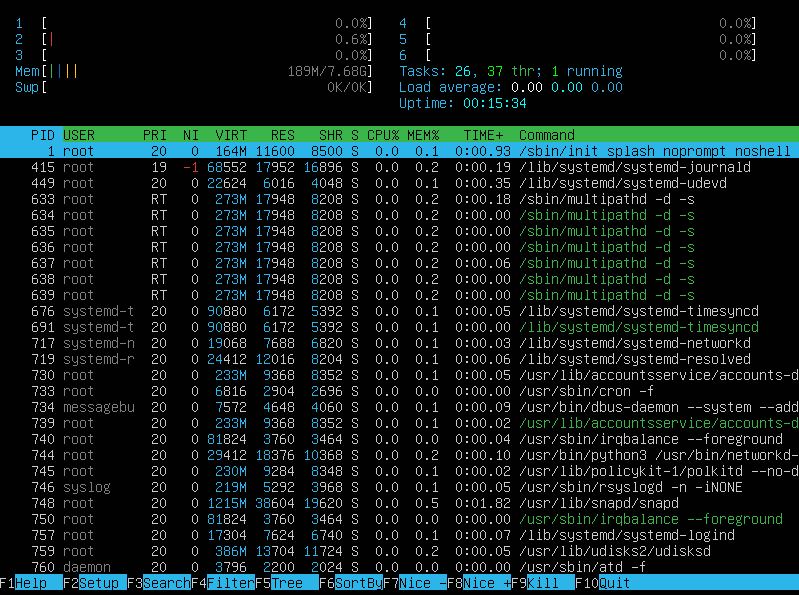 1 [ 0.0%] 4 [ 0.0%]
2 [| 0.6%] 5 [ 0.0%]
3 [ 0.0%] 6 [ 0.0%]
Mem[|||| 189M/7.68G] Tasks: 26, 37 thr; 1 running
Swp[ 0K/0K] Load average: 0.00 0.00 0.00
Uptime: 00:15:34
PID USER PRI NI VIRT RES SHR S CPU% MEM% TIME+ Command
1 root 20 0 164M 11600 8500 S 0.0 0.1 0:00.93 /sbin/init splash noprompt noshell
415 root 19 -1 68552 17952 16896 S 0.0 0.2 0:00.19 /lib/systemd/systemd-journald
449 root 20 0 22624 6016 4048 S 0.0 0.1 0:00.35 /lib/systemd/systemd-udevd
633 root RT 0 273M 17948 8208 S 0.0 0.2 0:00.18 /sbin/multipathd -d -s
634 root RT 0 273M 17948 8208 S 0.0 0.2 0:00.00 /sbin/multipathd -d -s
635 root RT 0 273M 17948 8208 S 0.0 0.2 0:00.00 /sbin/multipathd -d -s
636 root RT 0 273M 17948 8208 S 0.0 0.2 0:00.00 /sbin/multipathd -d -s
637 root RT 0 273M 17948 8208 S 0.0 0.2 0:00.06 /sbin/multipathd -d -s
638 root RT 0 273M 17948 8208 S 0.0 0.2 0:00.00 /sbin/multipathd -d -s
639 root RT 0 273M 17948 8208 S 0.0 0.2 0:00.00 /sbin/multipathd -d -s
676 systemd-t 20 0 90880 6172 5392 S 0.0 0.1 0:00.05 /lib/systemd/systemd-timesyncd
691 systemd-t 20 0 90880 6172 5392 S 0.0 0.1 0:00.00 /lib/systemd/systemd-timesyncd
717 systemd-n 20 0 19068 7688 6820 S 0.0 0.1 0:00.03 /lib/systemd/systemd-networkd
719 systemd-r 20 0 24412 12016 8204 S 0.0 0.1 0:00.06 /lib/systemd/systemd-resolved
730 root 20 0 233M 9368 8352 S 0.0 0.1 0:00.05 /usr/lib/accountsservice/accounts-d
733 root 20 0 6816 2904 2696 S 0.0 0.0 0:00.00 /usr/sbin/cron -f
734 messagebu 20 0 7572 4648 4060 S 0.0 0.1 0:00.09 /usr/bin/dbus-daemon --system --add
739 root 20 0 233M 9368 8352 S 0.0 0.1 0:00.02 /usr/lib/accountsservice/accounts-d
740 root 20 0 81824 3760 3464 S 0.0 0.0 0:00.04 /usr/sbin/irqbalance --foreground
744 root 20 0 29412 18376 10368 S 0.0 0.2 0:00.10 /usr/bin/python3 /usr/bin/networkd-
745 root 20 0 230M 9284 8348 S 0.0 0.1 0:00.02 /usr/lib/policykit-1/polkitd --no-d
746 syslog 20 0 219M 5292 3968 S 0.0 0.1 0:00.05 /usr/sbin/rsyslogd -n -iNONE
748 root 20 0 1215M 38604 19620 S 0.0 0.5 0:01.82 /usr/lib/snapd/snapd
750 root 20 0 81824 3760 3464 S 0.0 0.0 0:00.00 /usr/sbin/irqbalance --foreground
757 root 20 0 17304 7624 6740 S 0.0 0.1 0:00.07 /lib/systemd/systemd-logind
759 root 20 0 386M 13704 11724 S 0.0 0.2 0:00.06 /usr/lib/udisks2/udisksd
760 daemon 20 0 3796 2200 2024 S 0.0 0.0 0:00.00 /usr/sbin/atd -f
F1Help F2Setup F3SearchF4FilterF5Tree F6SortByF7Nice -F8Nice +F9Kill F10Quit